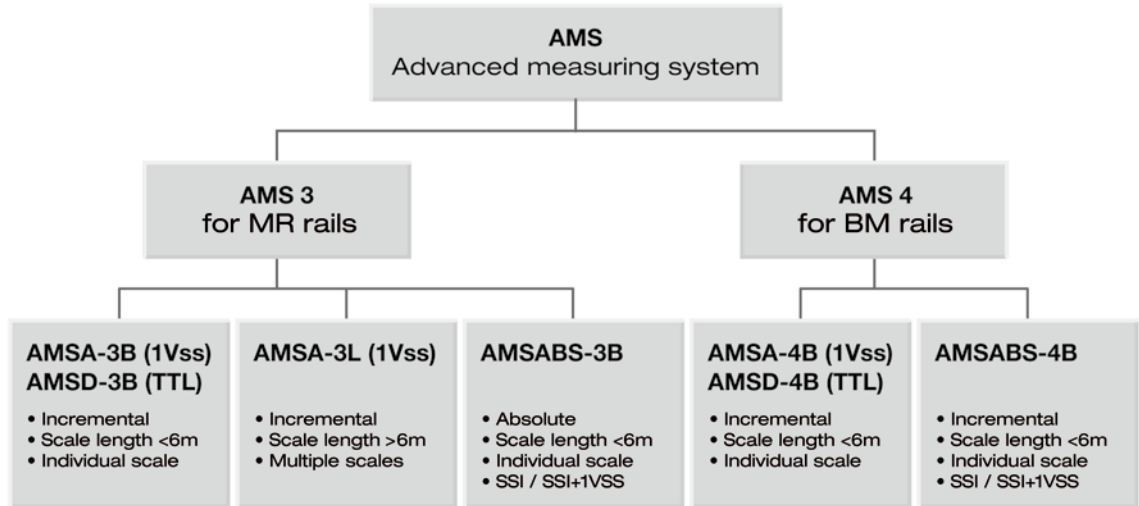 AMS
Advanced measuring system
AMS 3
for MR rails
AMS 4
for BM rails
AMSA-3B (1Vss)
AMSD-3B (TTL)
• Incremental
• Scale length <6m
• Individual scale
AMSA-3L (1Vss)
• Incremental
• Scale length >6m
• Multiple scales
AMSABS-3B
• Absolute
• Scale length <6m
• Individual scale
• SSI / SSI+1VSS
AMSA-4B (1Vss)
AMSD-4B (TTL)
• Incremental
• Scale length <6m
• Individual scale
AMSABS-4B
• Incremental
• Scale length <6m
• Individual scale
• SSI / SSI+1VSS